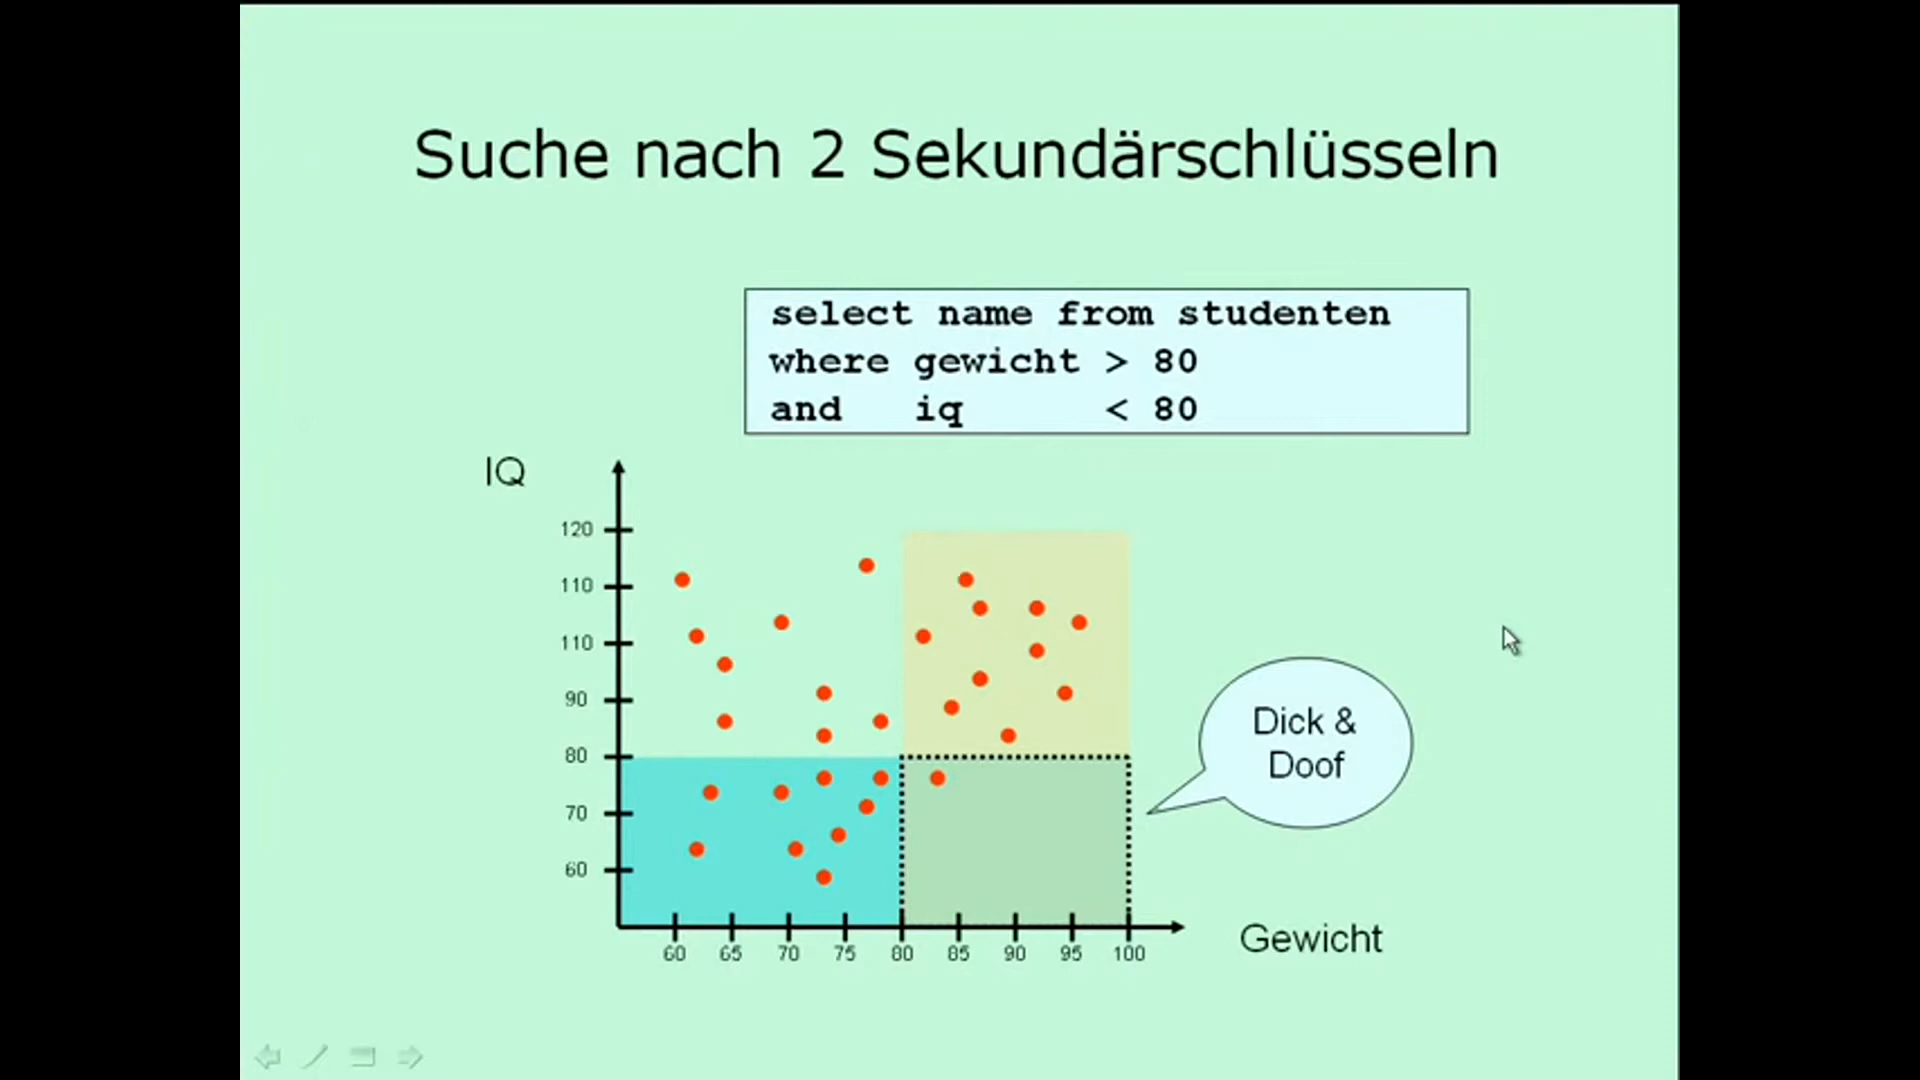 Suche nach 2 Sekundärschlüsseln
select name from studenten
where gewicht > 80
and iq < 80
IQ
120
110
110
90
80
70
60
Dick &
Doof
60 65 70 75 80 85 90 95 100
Gewicht